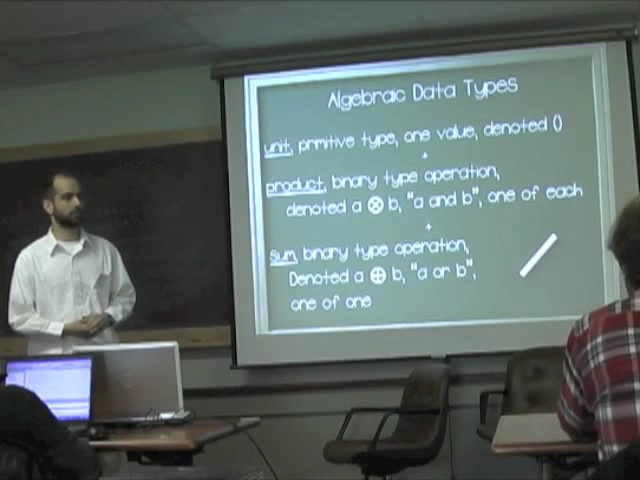 Algebraic Data Types
unit, primitive type, one value, denoted ()
+
product, binary type operation,
denoted a ⊗ b, "a and b", one of each
+
sum, binary type operation,
Denoted a ⊕ b, "a or b",
one of one